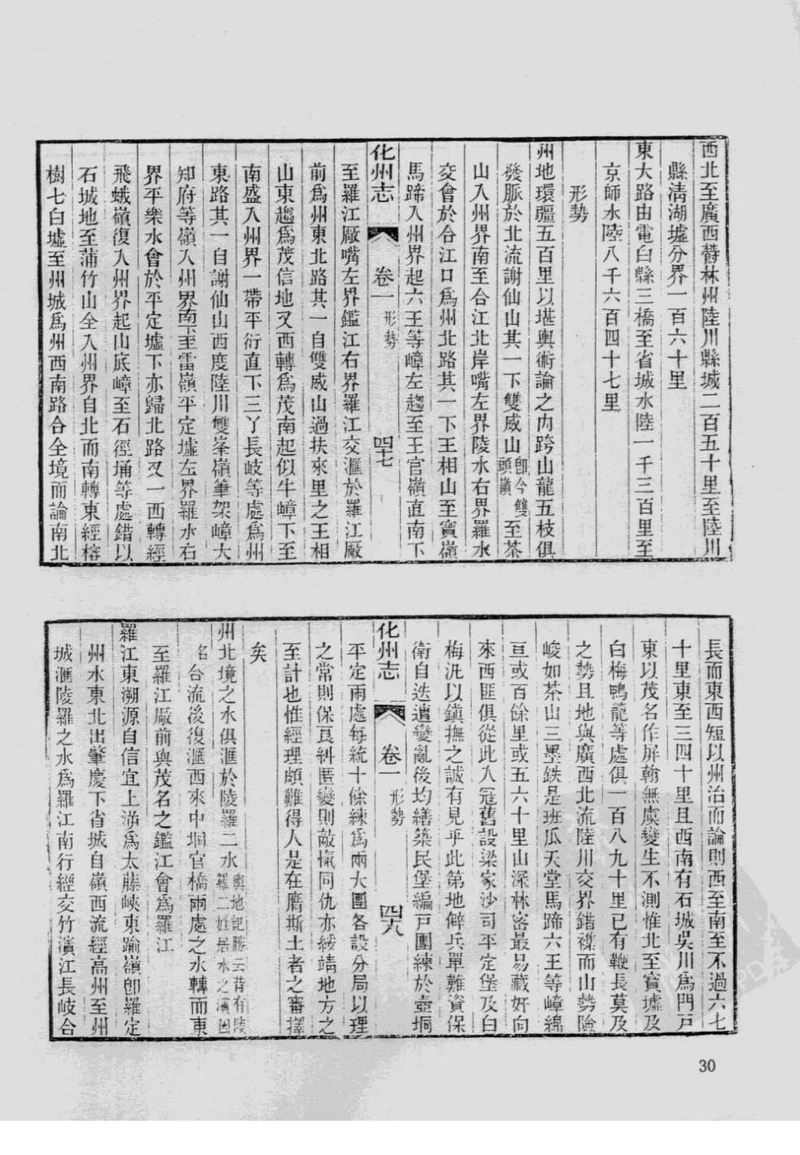 西北至廣西鬱林州陸川縣城二百五十里至陸川
縣淸湖墟分界一百六十里
東大路由電白縣三橋至省城水陸一千三百里至
京師水陸八千六百四十七里
形勢
州地環疆五百里以堪輿術論之內跨山龍五枝俱
發脈於北流謝仙山其一下雙威山卽今雙頭嶺至茶
山入州界南至合江北岸嘴左界陵水右界羅水
交會於合江口爲州北路其一下王相山至寶嶺
馬蹄入州界起六王等嶂左趨至王官嶺直南下
化州志 卷一 形勢 四七
至羅江厰嘴左界鑑江右界羅江交滙於羅江厰
前爲州東北路其一自雙威山過扶來里之王相
山東趨爲茂信地又西轉爲茂南起似牛嶂下至
南盛入州界一帶平衍直下三丫長岐等處爲州
東路其一自謝仙山西度陸川雙峯嶺筆架嶂大
知府等嶺入州界南下至雷嶺平定墟左界羅水右
界平樂水會於平定墟下亦歸北路又一西轉經
飛蛾嶺復入州界起山底嶂至石徑埇等處錯以
石城地至蒲竹山全入州界自北而南轉東經榕
樹七白墟至州城爲州西南路合全境而論南北
長而東西短以州治而論則西至南至不過六七
十里東至三四十里且西南有石城吳川爲門戶
東以茂名作屏翰無虞變生不測惟北至寶墟及
白梅鴨龍等處俱一百八九十里已有鞭長莫及
之勢且地與廣西北流陸川交界錯襍而山勢險
峻如茶山三墨鉄是班瓜天堂馬蹄六王等嶂綿
亘或百餘里或五六十里山深林密最易藏奸向
來西匪俱從此入寇舊設梁家沙司平定堡及白
梅汛以鎭撫之誠有見乎此第地僻兵單難資保
衛自迭遭變亂後均繕築民堡編戸團練於壺垌
化州志 卷一 形勢 四八
平定兩處每統十餘練爲兩大團各設分局以理
之常則保良糾匪變則敵愾同仇亦綏靖地方之
至計也惟經理頗難得人是在膺斯土者之審擇
矣
州北境之水俱滙於陵羅二水輿地記勝云昔有陵羅二姓居水之濱因
名合流後復滙西來中垌官橋兩處之水轉而東
至羅江厰前與茂名之鑑江會爲羅江
羅江東溯源自信宜上游爲太藤峽東踰嶺卽羅定
州水東北出肇慶下省城自嶺西流經高州至州
城滙陵羅之水爲羅江南行經交竹濱江長岐合
30